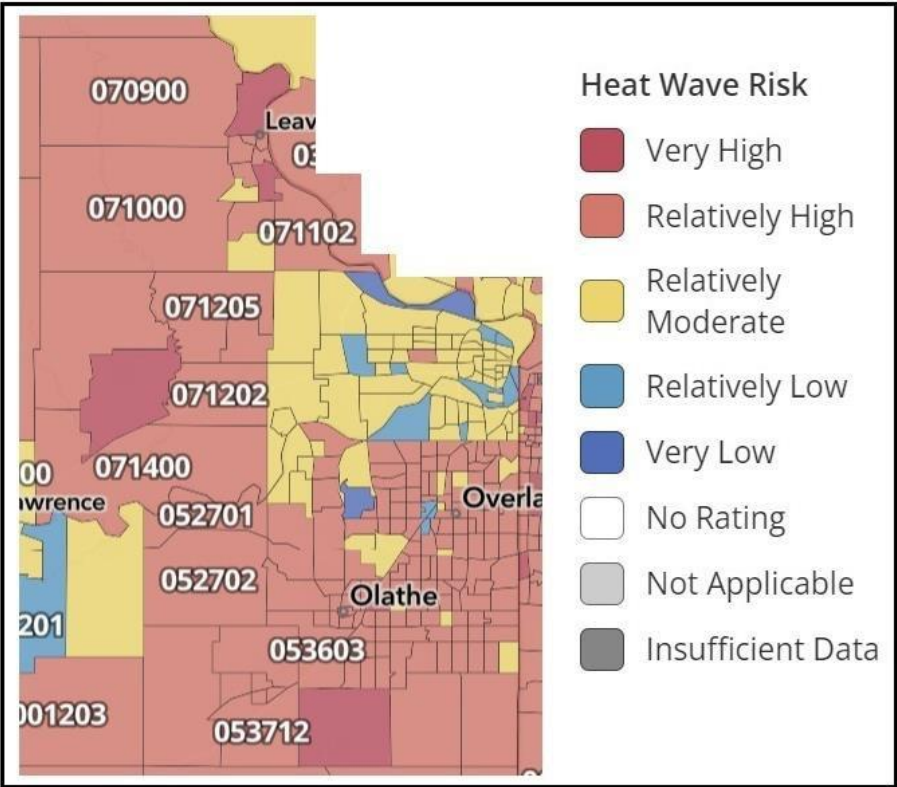 070900
Leav
03
071000
071102
071205
071202
00
071400
wrence
052701
Overla
052702
Olathe
201
053603
001203
053712
Heat Wave Risk
Very High
Relatively High
Relatively
Moderate
Relatively Low
Very Low
No Rating
Not Applicable
Insufficient Data